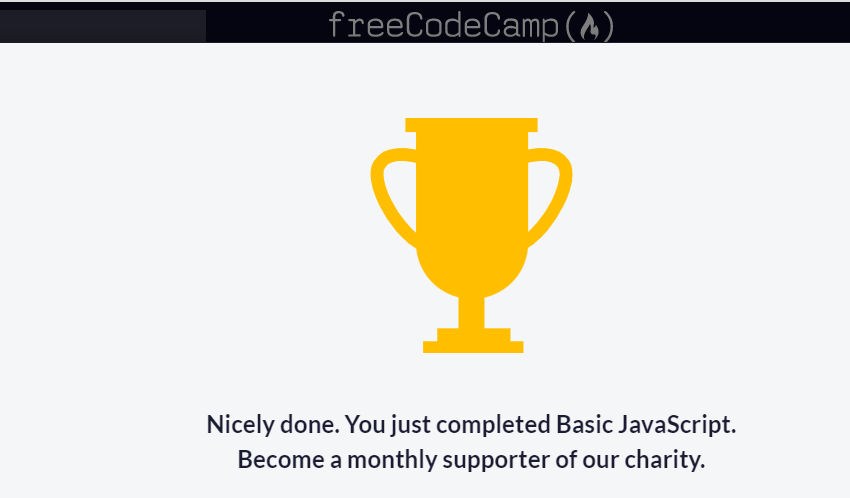 freeCodeCamp(🔥)
Nicely done. You just completed Basic JavaScript.
Become a monthly supporter of our charity.